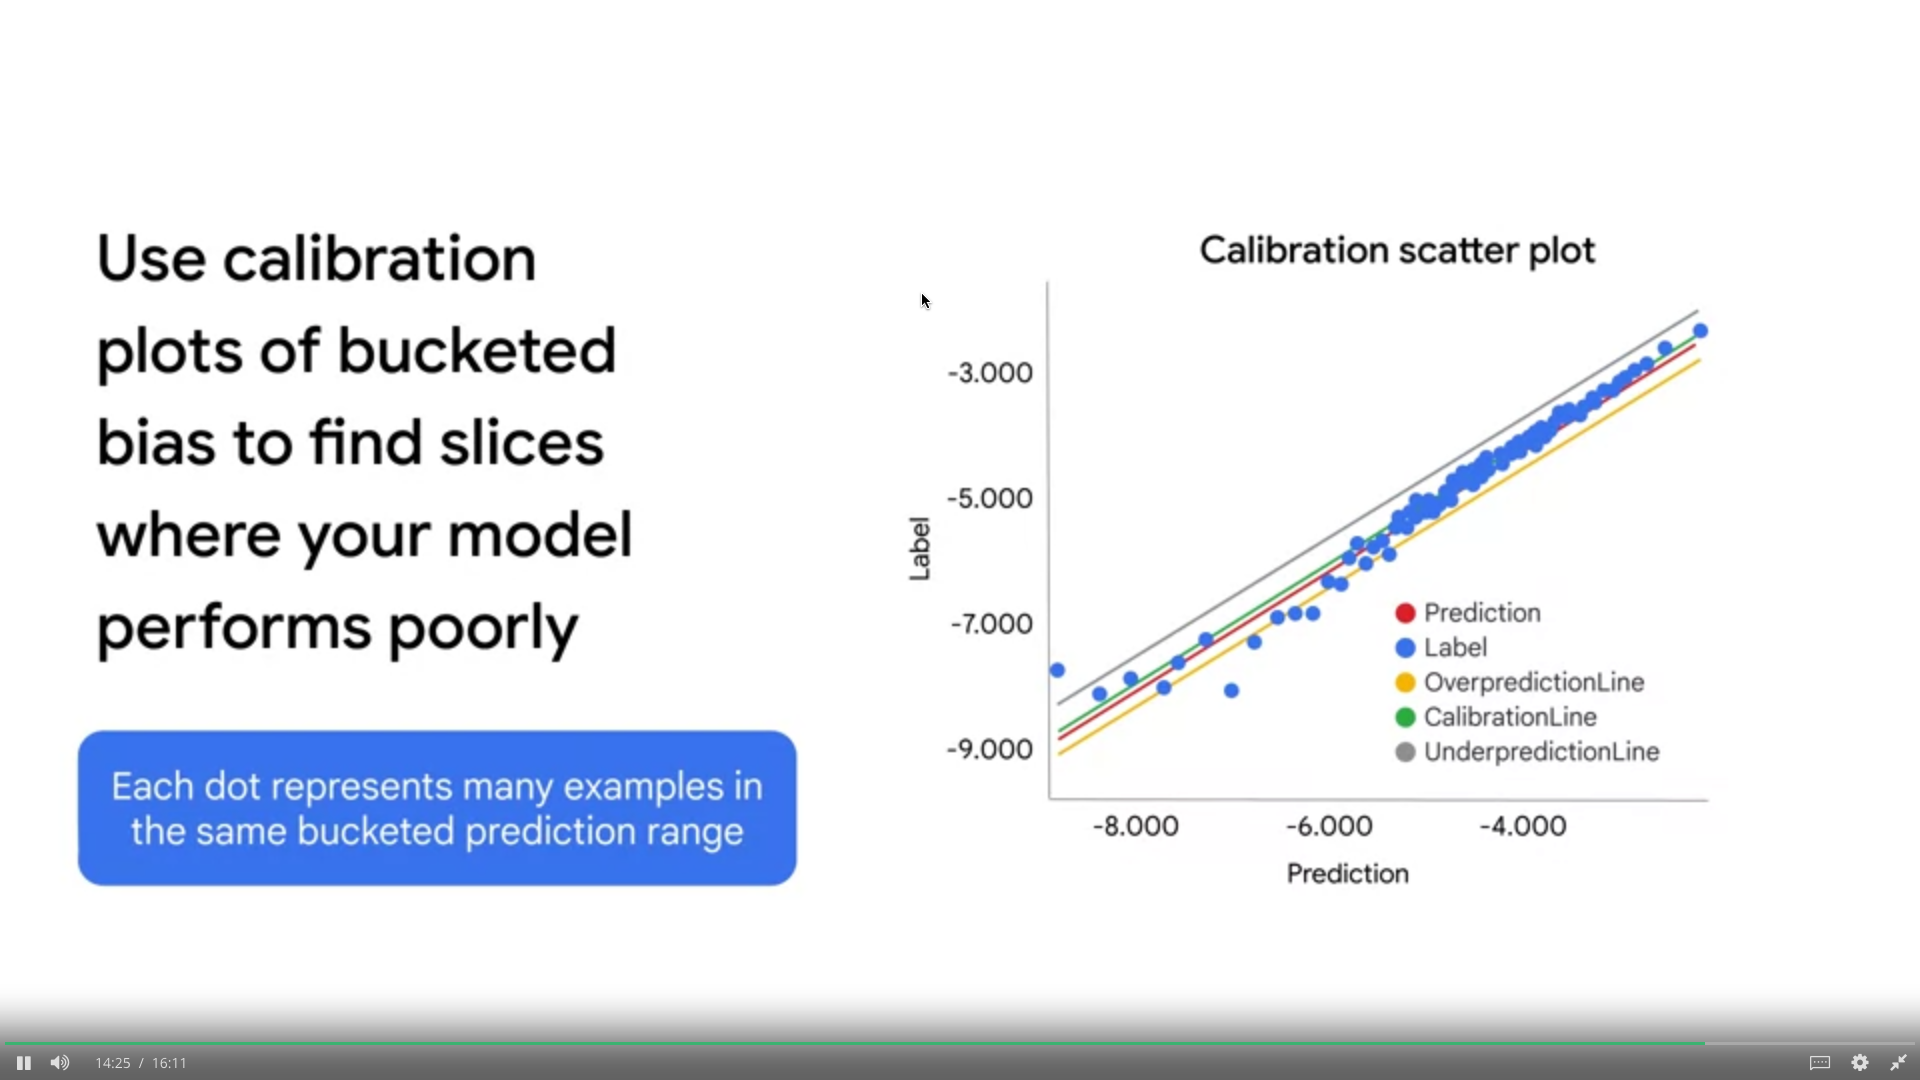 Use calibration
plots of bucketed
bias to find slices
where your model
performs poorly
Each dot represents many examples in
the same bucketed prediction range
Calibration scatter plot
Label
-3.000
-5.000
-7.000
-9.000
Prediction
Label
OverpredictionLine
CalibrationLine
UnderpredictionLine
-8.000 -6.000 -4.000
Prediction
14:25 / 16:11